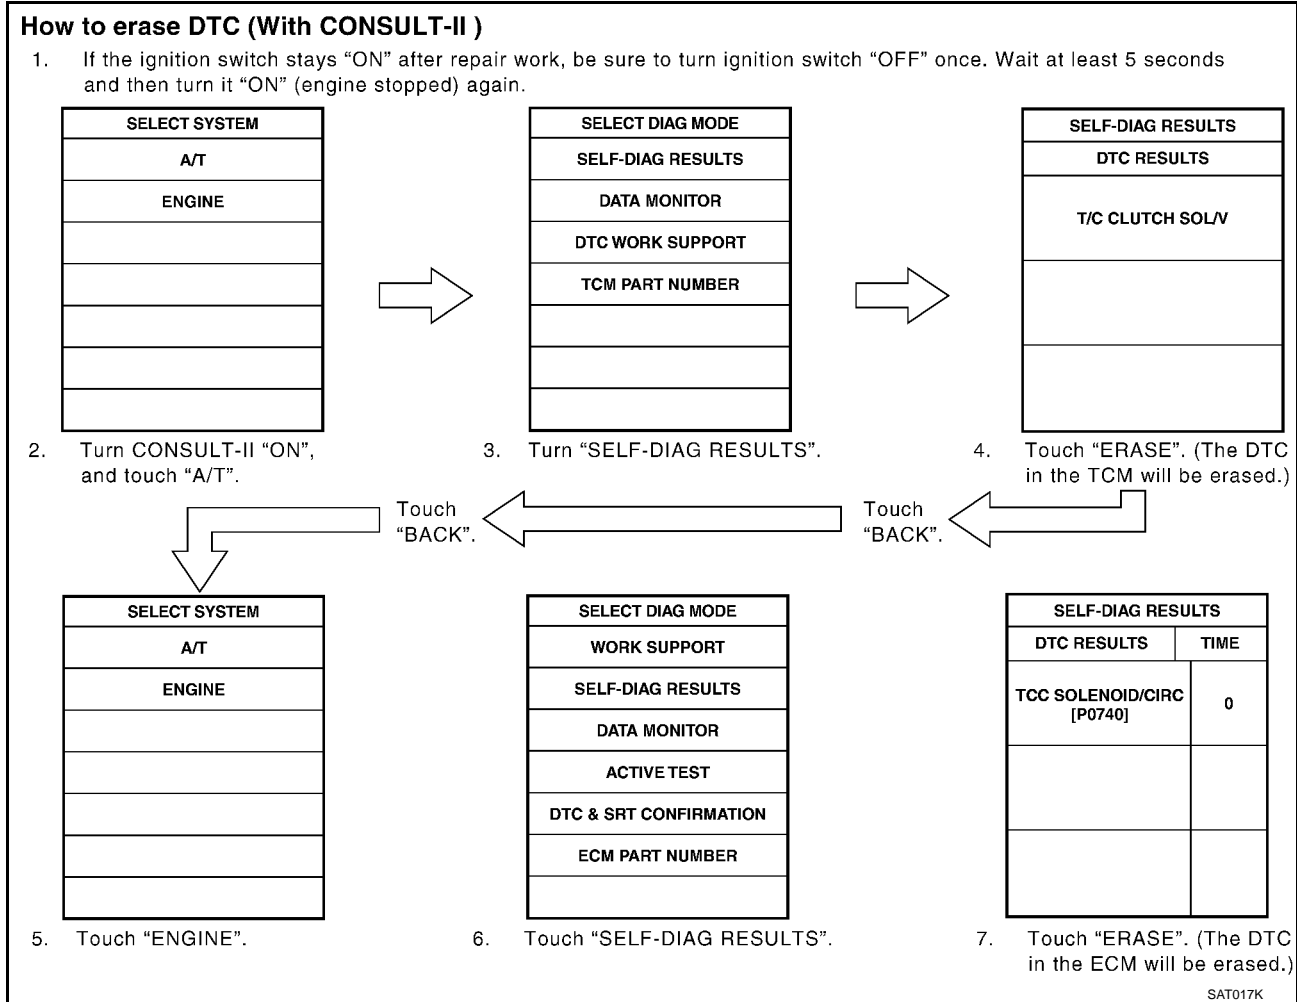 How to erase DTC (With CONSULT-II )
1. If the ignition switch stays “ON” after repair work, be sure to turn ignition switch “OFF” once. Wait at least 5 seconds
and then turn it “ON” (engine stopped) again.
SELECT SYSTEM
A/T
ENGINE
SELECT DIAG MODE
SELF-DIAG RESULTS
DATA MONITOR
DTC WORK SUPPORT
TCM PART NUMBER
SELF-DIAG RESULTS
DTC RESULTS
T/C CLUTCH SOL/V
2. Turn CONSULT-II “ON”,
and touch “A/T”.
3. Turn “SELF-DIAG RESULTS”.
4. Touch “ERASE”. (The DTC
in the TCM will be erased.)
Touch
“BACK”.
Touch
“BACK”.
SELECT SYSTEM
A/T
ENGINE
SELECT DIAG MODE
WORK SUPPORT
SELF-DIAG RESULTS
DATA MONITOR
ACTIVE TEST
DTC & SRT CONFIRMATION
ECM PART NUMBER
SELF-DIAG RESULTS
DTC RESULTS TIME
TCC SOLENOID/CIRC
[P0740]
0
5. Touch “ENGINE”.
6. Touch “SELF-DIAG RESULTS”.
7. Touch “ERASE”. (The DTC
in the ECM will be erased.)
SAT017K